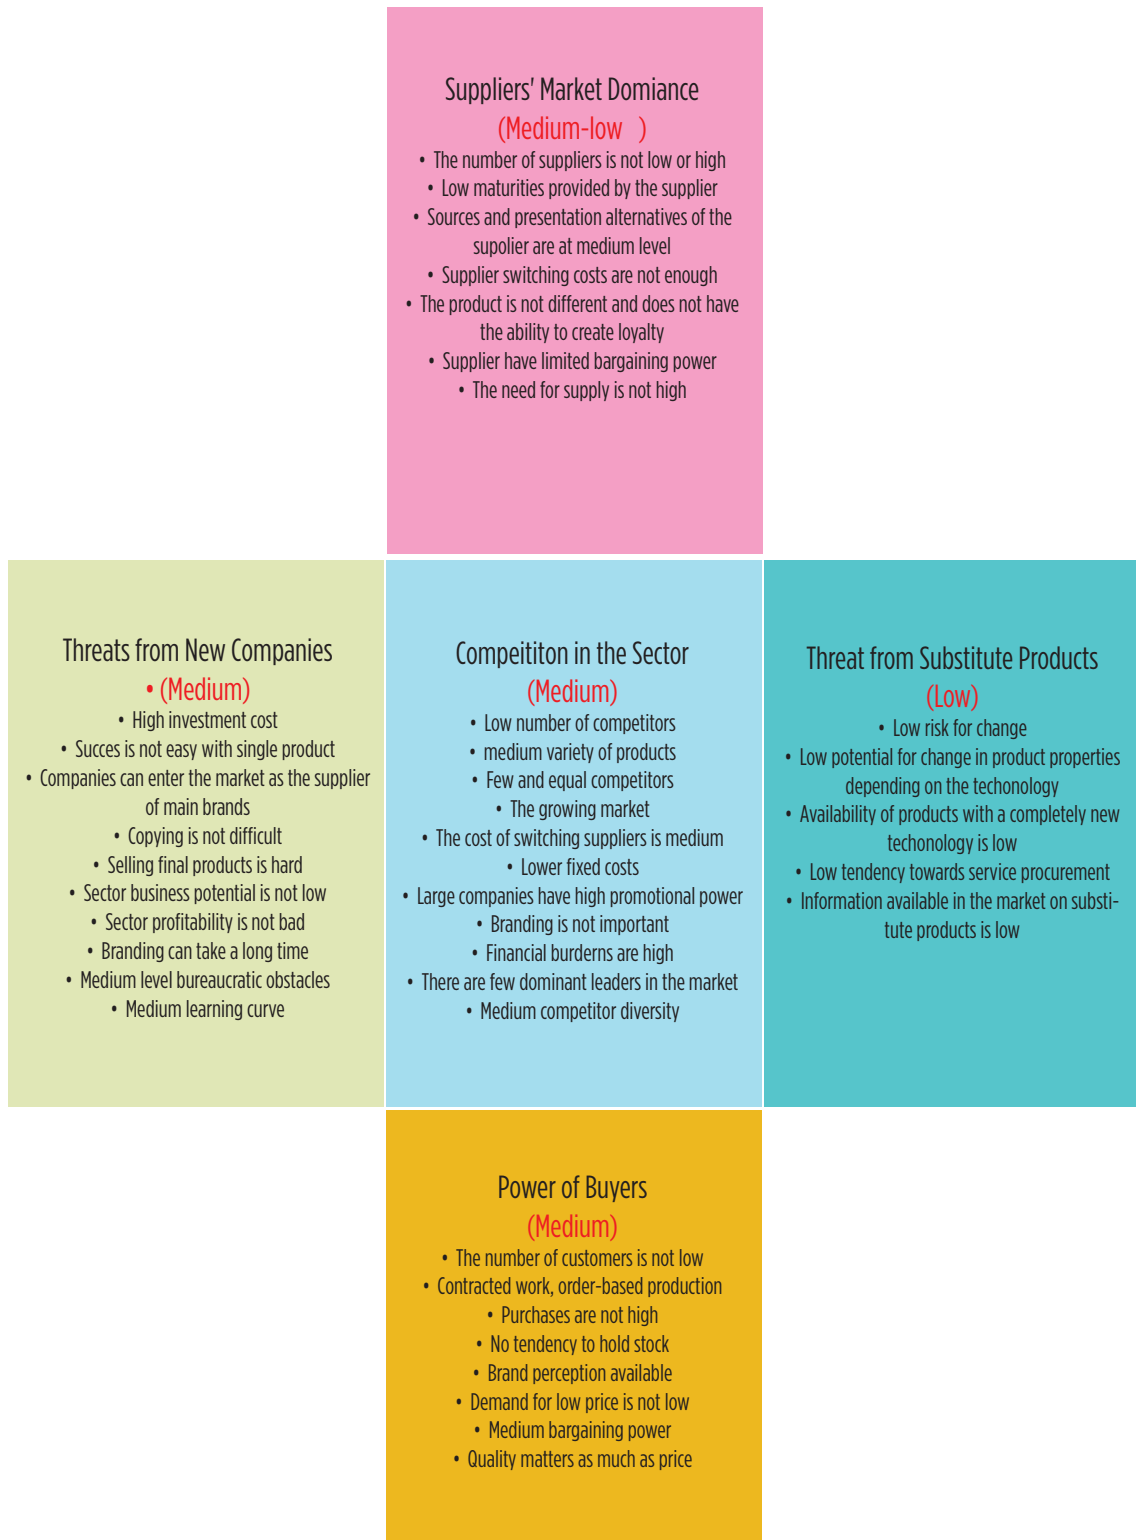 Suppliers' Market Domiance
(Medium-low )
• The number of suppliers is not low or high
• Low maturities provided by the supplier
• Sources and presentation alternatives of the
supolier are at medium level
• Supplier switching costs are not enough
• The product is not different and does not have
the ability to create loyalty
• Supplier have limited bargaining power
• The need for supply is not high
Threats from New Companies
• (Medium)
• High investment cost
• Succes is not easy with single product
• Companies can enter the market as the supplier
of main brands
• Copying is not difficult
• Selling final products is hard
• Sector business potential is not low
• Sector profitability is not bad
• Branding can take a long time
• Medium level bureaucratic obstacles
• Medium learning curve
Compeititon in the Sector
(Medium)
• Low number of competitors
• medium variety of products
• Few and equal competitors
• The growing market
• The cost of switching suppliers is medium
• Lower fixed costs
• Large companies have high promotional power
• Branding is not important
• Financial burderns are high
• There are few dominant leaders in the market
• Medium competitor diversity
Threat from Substitute Products
(Low)
• Low risk for change
• Low potential for change in product properties
depending on the techonology
• Availability of products with a completely new
techonology is low
• Low tendency towards service procurement
• Information available in the market on substi-
tute products is low
Power of Buyers
(Medium)
• The number of customers is not low
• Contracted work, order-based production
• Purchases are not high
• No tendency to hold stock
• Brand perception available
• Demand for low price is not low
• Medium bargaining power
• Quality matters as much as price